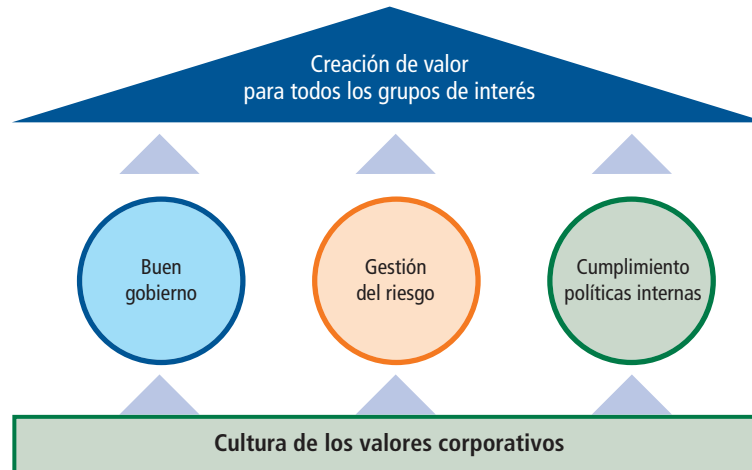 Creación de valor
para todos los grupos de interés
Buen
gobierno
Gestión
del riesgo
Cumplimiento
políticas internas
Cultura de los valores corporativos